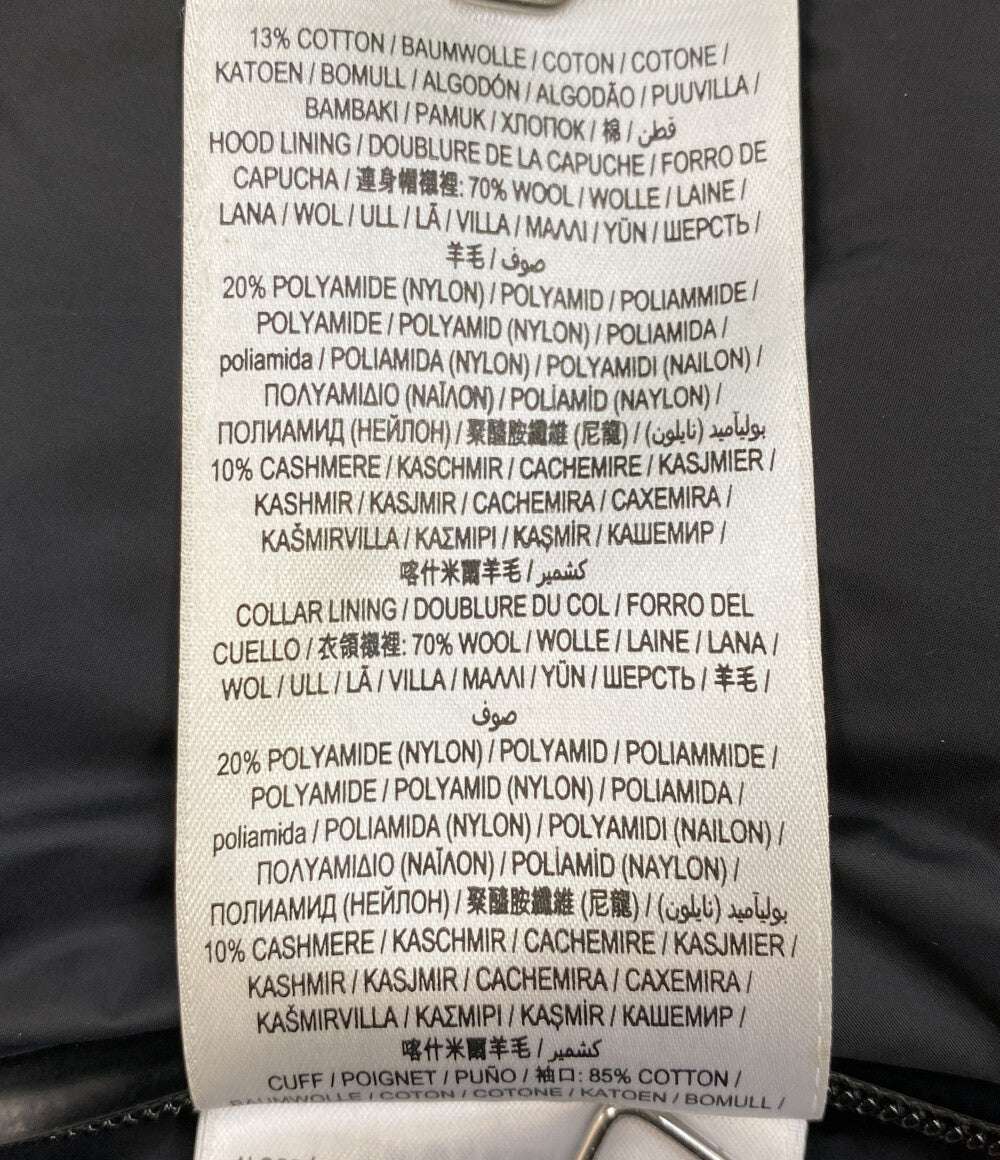 13% COTTON / BAUMWOLLE / COTON / COTONE /
KATOEN / BOMULL / ALGODÓN / ALGODÃO / PUUVILLA /
BAMBAKI / PAMUK / ХЛОПОК / 棉 / قطن
HOOD LINING / DOUBLURE DE LA CAPUCHE / FORRO DE
CAPUCHA / 連身帽襯裡: 70% WOOL / WOLLE / LAINE /
LANA / WOL / ULL / LÃ / VILLA / ΜΑΛΛΙ / YÜN / ШЕРСТЬ /
羊毛 / صوف
20% POLYAMIDE (NYLON) / POLYAMID / POLIAMMIDE /
POLYAMIDE / POLYAMID (NYLON) / POLIAMIDA /
poliamida / POLIAMIDA (NYLON) / POLYAMIDI (NAILON) /
ΠΟΛΥΑΜΙΔΙΟ (ΝΑΪΛΟΝ) / POLİAMİD (NAYLON) /
ПОЛИАМИД (НЕЙЛОН) / 聚醯胺纖維 (尼龍) / بوليآميد (نايلون)
10% CASHMERE / KASCHMIR / CACHEMIRE / KASJMIER /
KASHMIR / KASJMIR / CACHEMIRA / CAXEMIRA /
KAŠMIRVILLA / ΚΑΣΜΙΡΙ / KAŞMİR / КАШЕМИР /
喀什米爾羊毛 / كشمير
COLLAR LINING / DOUBLURE DU COL / FORRO DEL
CUELLO / 衣領襯裡: 70% WOOL / WOLLE / LAINE / LANA /
WOL / ULL / LÃ / VILLA / ΜΑΛΛΙ / YÜN / ШЕРСТЬ / 羊毛 /
صوف
20% POLYAMIDE (NYLON) / POLYAMID / POLIAMMIDE /
POLYAMIDE / POLYAMID (NYLON) / POLIAMIDA /
poliamida / POLIAMIDA (NYLON) / POLYAMIDI (NAILON) /
ΠΟΛΥΑΜΙΔΙΟ (ΝΑΪΛΟΝ) / POLİAMİD (NAYLON) /
ПОЛИАМИД (НЕЙЛОН) / 聚醯胺纖維 (尼龍) / بوليآميد (نايلون)
10% CASHMERE / KASCHMIR / CACHEMIRE / KASJMIER /
KASHMIR / KASJMIR / CACHEMIRA / CAXEMIRA /
KAŠMIRVILLA / ΚΑΣΜΙΡΙ / KAŞMİR / КАШЕМИР /
喀什米爾羊毛 / كشمير
CUFF / POIGNET / PUÑO / 袖口: 85% COTTON /
BAUMWOLLE / COTON / COTONE / KATOEN / BOMULL /